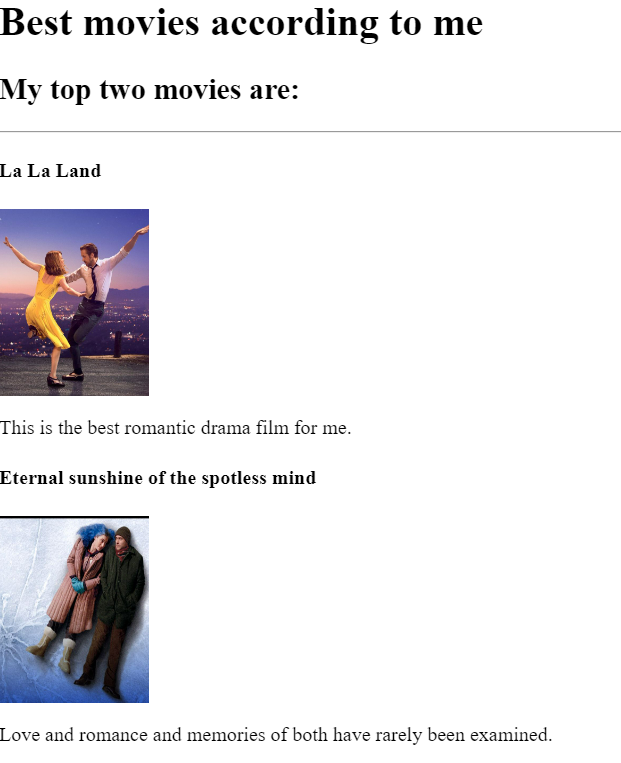 Best movies according to me
My top two movies are:
La La Land
This is the best romantic drama film for me.
Eternal sunshine of the spotless mind
Love and romance and memories of both have rarely been examined.